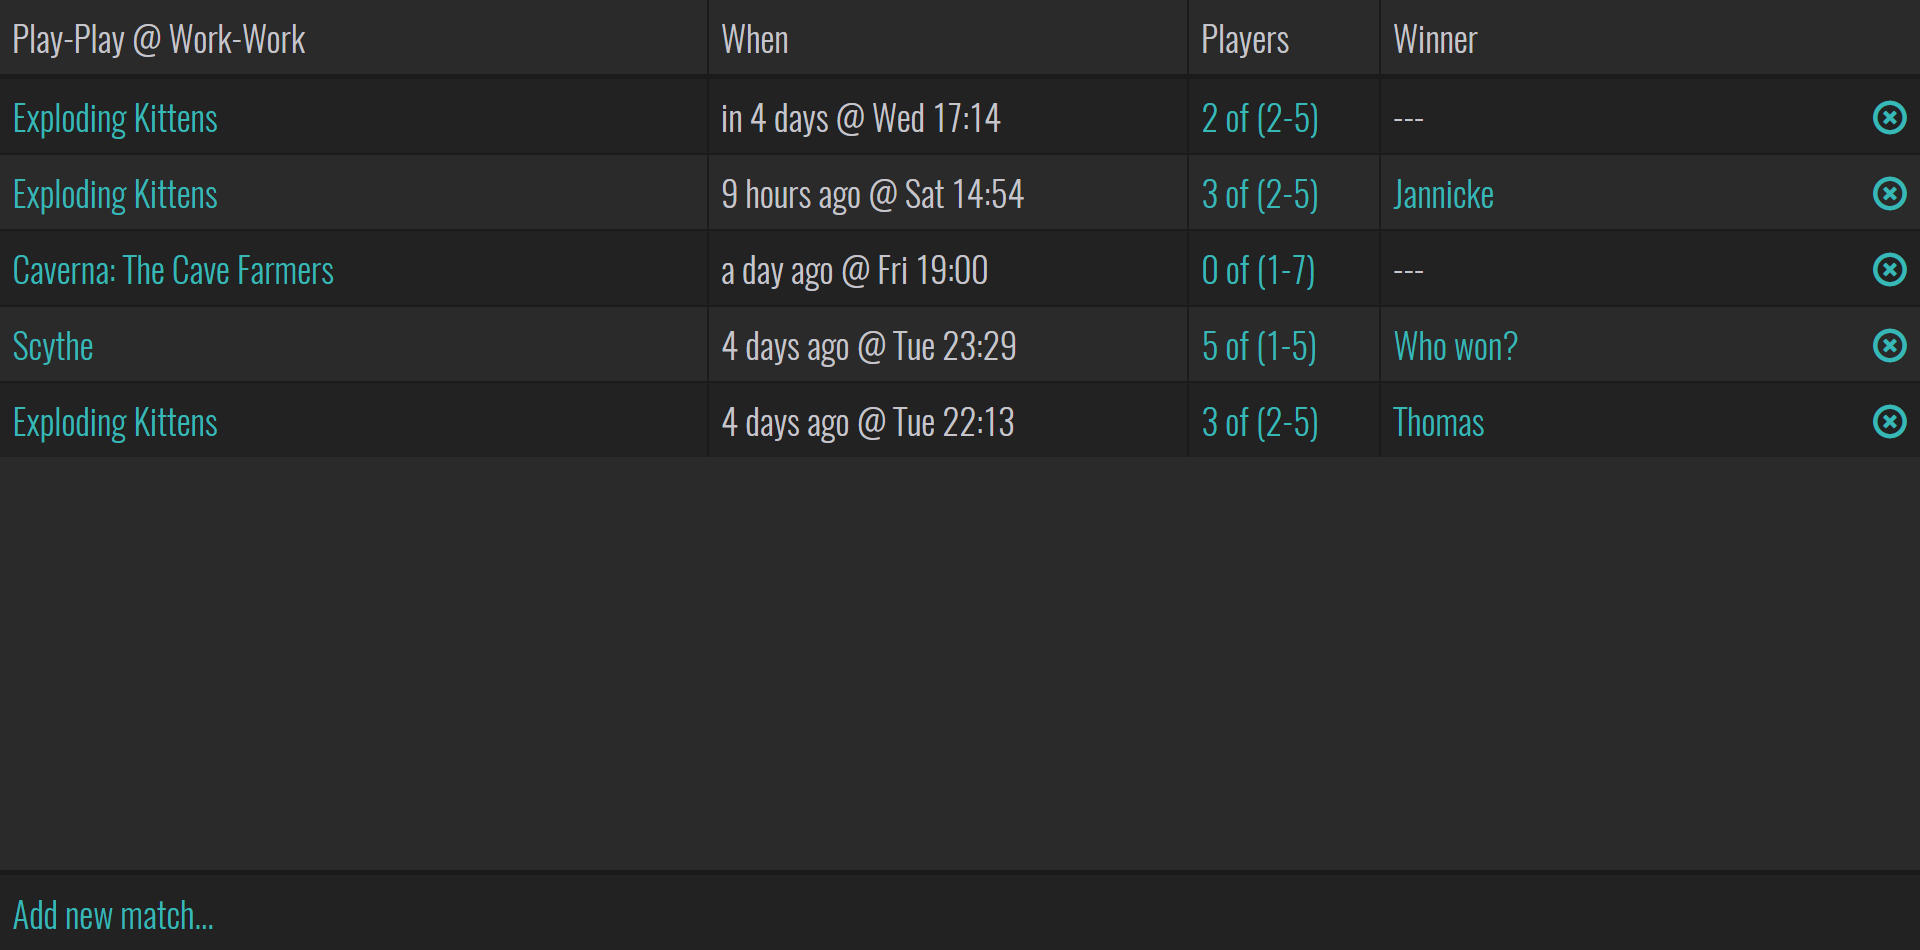 Play-Play @ Work-Work When Players Winner
Exploding Kittens in 4 days @ Wed 17:14 2 of (2-5) ---
Exploding Kittens 9 hours ago @ Sat 14:54 3 of (2-5) Jannicke
Caverna: The Cave Farmers a day ago @ Fri 19:00 0 of (1-7) ---
Scythe 4 days ago @ Tue 23:29 5 of (1-5) Who won?
Exploding Kittens 4 days ago @ Tue 22:13 3 of (2-5) Thomas
Add new match...